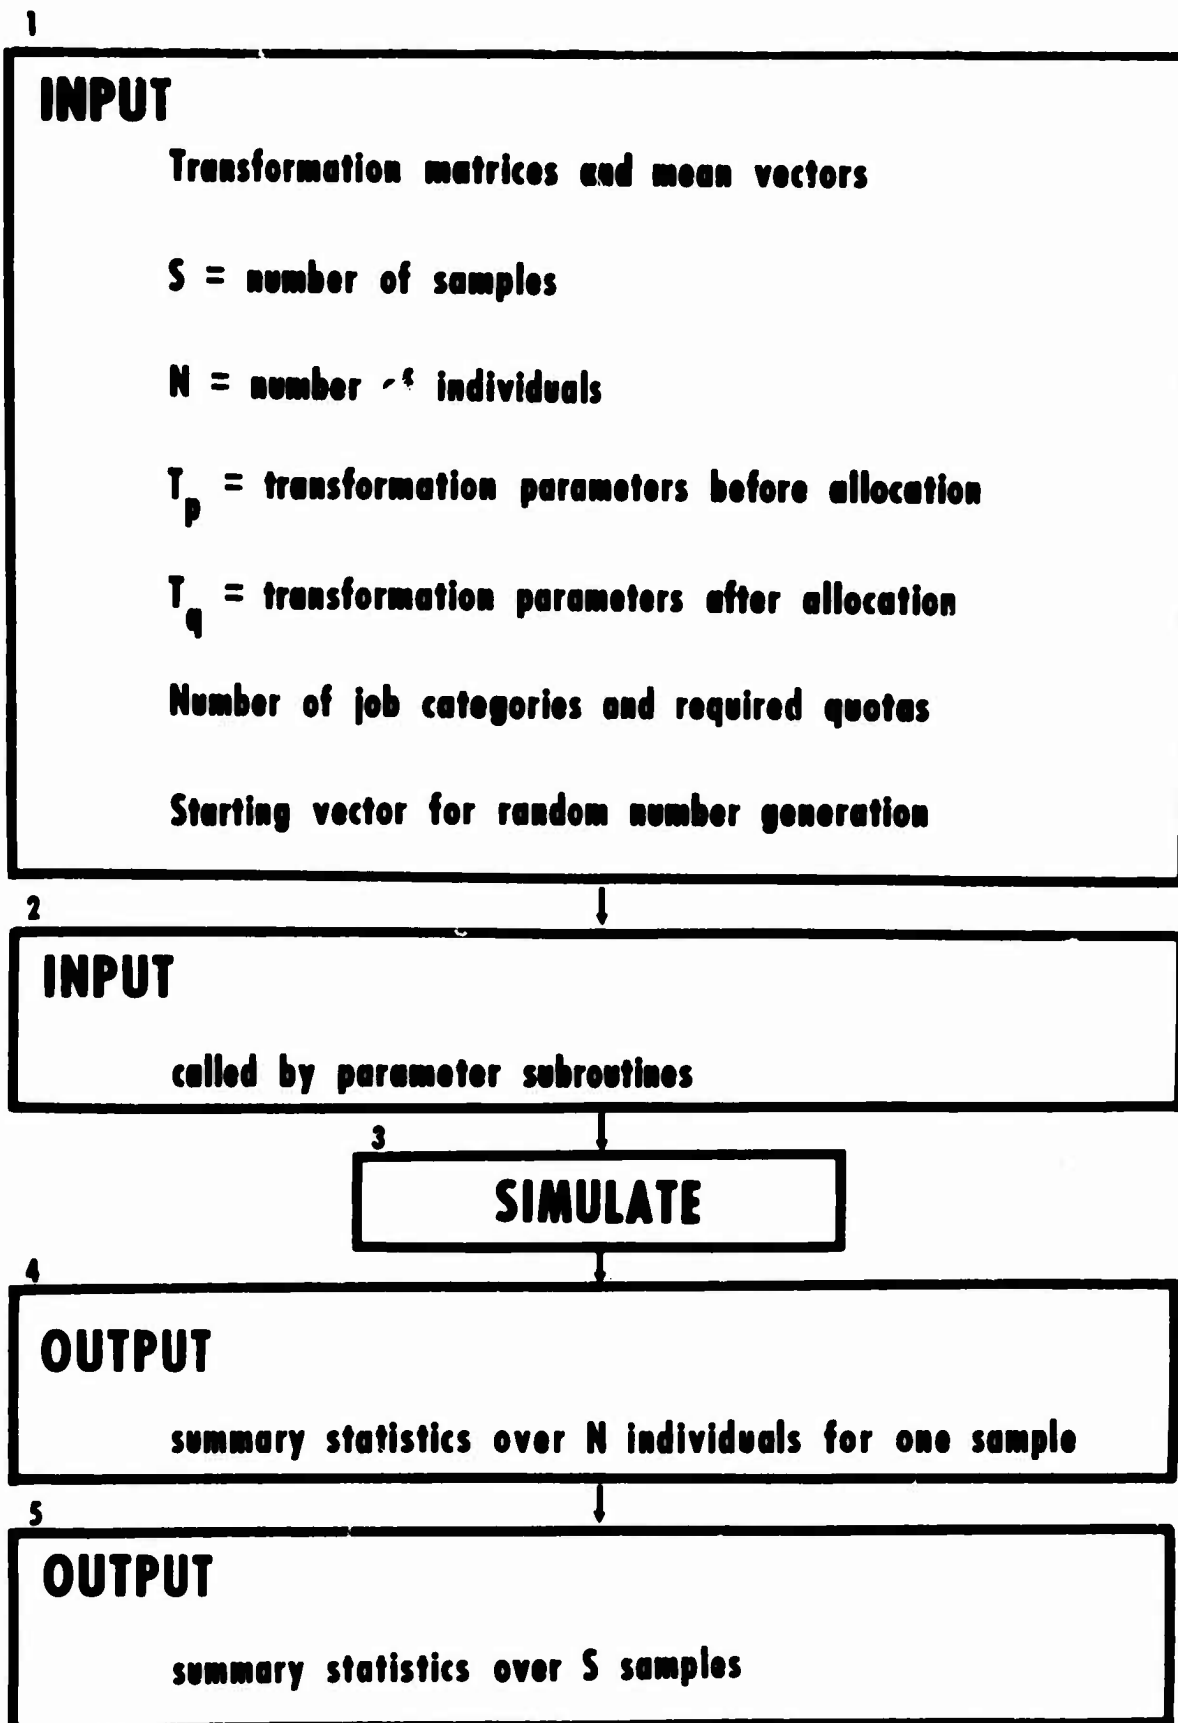 1
INPUT
Transformation matrices and mean vectors
S = number of samples
N = number individuals
T_p = transformation parameters before allocation
T_q = transformation parameters after allocation
Number of job categories and required quotas
Starting vector for random number generation
2
INPUT
called by parameter subroutines
3
SIMULATE
4
OUTPUT
summary statistics over N individuals for one sample
5
OUTPUT
summary statistics over S samples